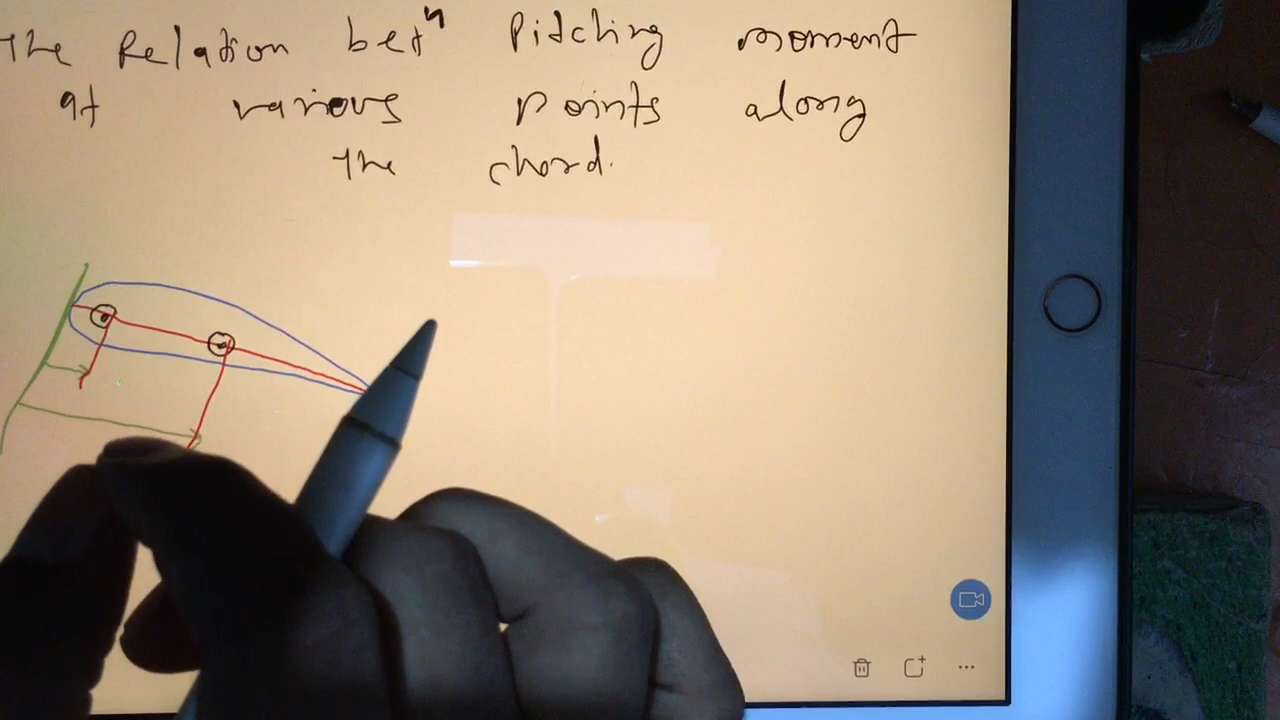 The Relation betⁿ Pitching moment
at various points along
the chord.